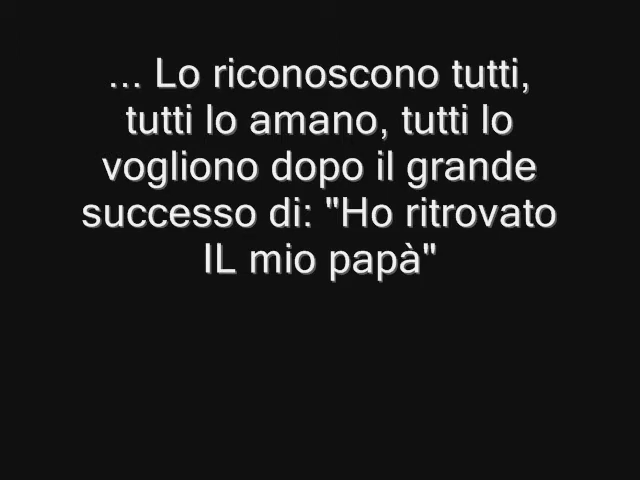 ... Lo riconoscono tutti,
tutti lo amano, tutti lo
vogliono dopo il grande
successo di: "Ho ritrovato
IL mio papà"